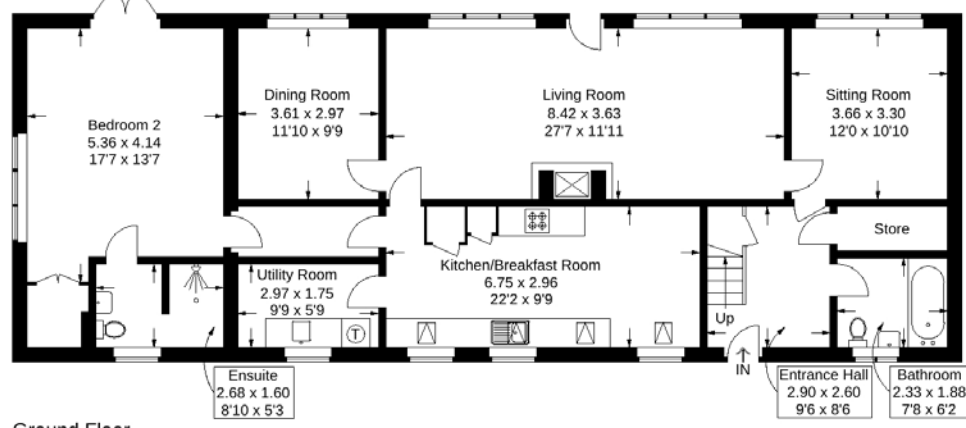 Dining Room
3.61 x 2.97
11'10 x 9'9
Living Room
8.42 x 3.63
27'7 x 11'11
Sitting Room
3.66 x 3.30
12'0 x 10'10
Bedroom 2
5.36 x 4.14
17'7 x 13'7
Store
Kitchen/Breakfast Room
6.75 x 2.96
22'2 x 9'9
Utility Room
2.97 x 1.75
9'9 x 5'9
T
Up
IN
Ensuite
2.68 x 1.60
8'10 x 5'3
Entrance Hall
2.90 x 2.60
9'6 x 8'6
Bathroom
2.33 x 1.88
7'8 x 6'2
Ground Floor